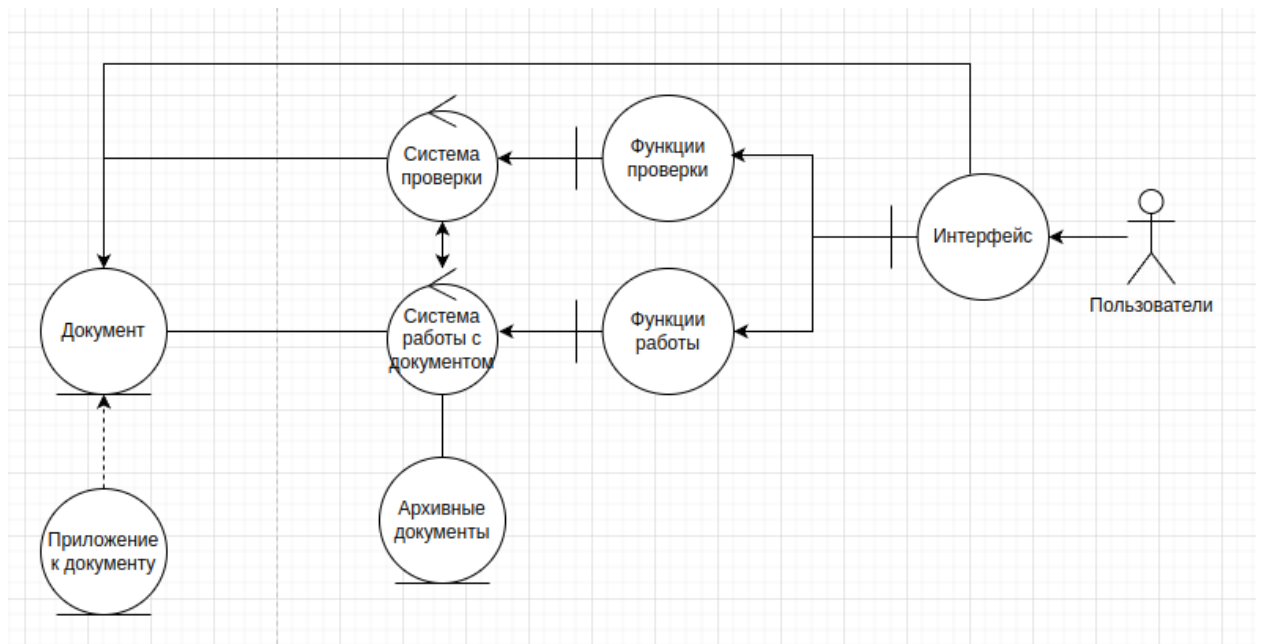 Система
проверки
Функции
проверки
Интерфейс
Пользователи
Документ
Система
работы с
документом
Функции
работы
Приложение
к документу
Архивные
документы